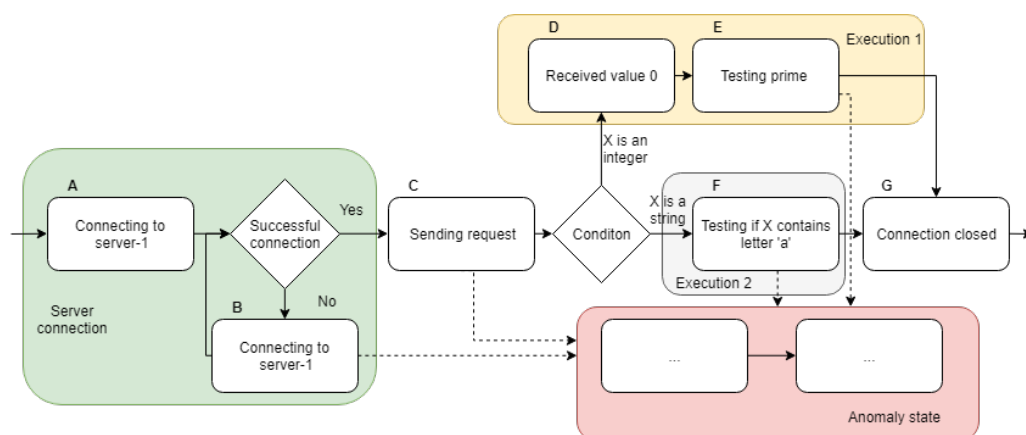 D
E
Execution 1
Received value 0
Testing prime
X is an
integer
A
C
F
G
Connecting to
server-1
Successful
connection
Yes
Sending request
Conditon
X is a
string
Testing if X contains
letter 'a'
Connection closed
Execution 2
Server
connection
B
No
Connecting to
server-1
...
...
Anomaly state